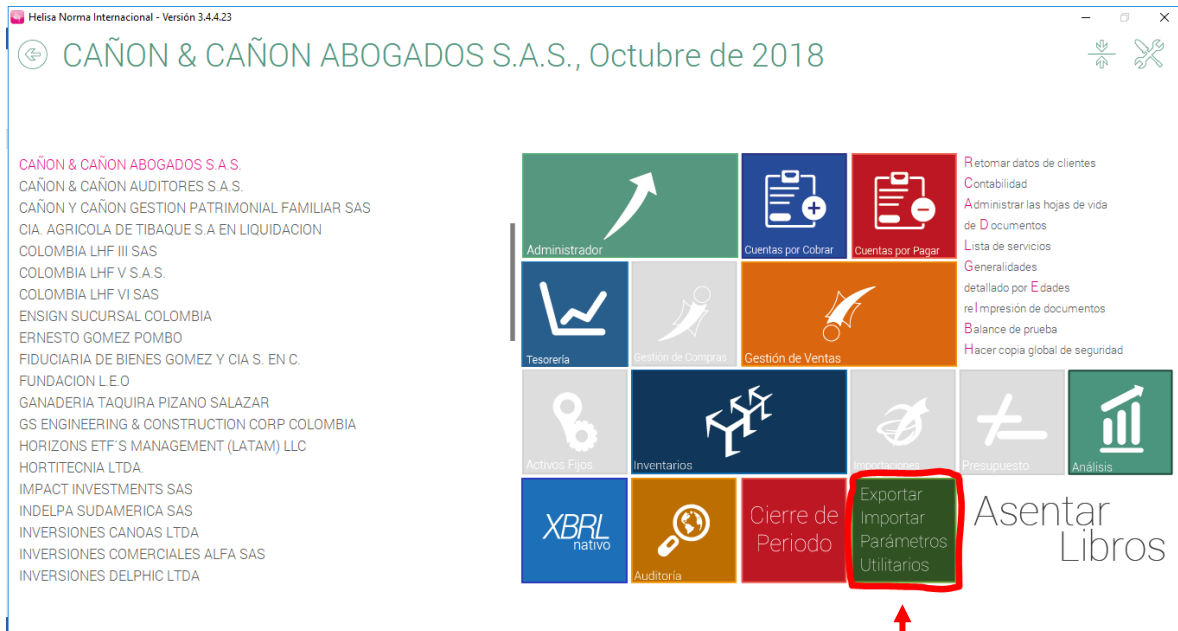 Helisa Norma Internacional - Versión 3.4.4.23
CAÑON & CAÑON ABOGADOS S.A.S., Octubre de 2018
CAÑON & CAÑON ABOGADOS S.A.S.
CAÑON & CAÑON AUDITORES S.A.S.
CAÑON Y CAÑON GESTION PATRIMONIAL FAMILIAR SAS
CIA. AGRICOLA DE TIBAQUE S.A EN LIQUIDACION
COLOMBIA LHF III SAS
COLOMBIA LHF V S.A.S.
COLOMBIA LHF VI SAS
ENSIGN SUCURSAL COLOMBIA
ERNESTO GOMEZ POMBO
FIDUCIARIA DE BIENES GOMEZ Y CIA S. EN C.
FUNDACION L.E.O
GANADERIA TAQUIRA PIZANO SALAZAR
GS ENGINEERING & CONSTRUCTION CORP COLOMBIA
HORIZONS ETF´S MANAGEMENT (LATAM) LLC
HORTITECNIA LTDA.
IMPACT INVESTMENTS SAS
INDELPA SUDAMERICA SAS
INVERSIONES CANOAS LTDA
INVERSIONES COMERCIALES ALFA SAS
INVERSIONES DELPHIC LTDA
Administrador
Cuentas por Cobrar
Cuentas por Pagar
Tesorería
Gestión de Compras
Gestión de Ventas
Activos Fijos
Inventarios
Importaciones
Presupuesto
Análisis
XBRL
nativo
Auditoría
Cierre de
Periodo
Exportar
Importar
Parámetros
Utilitarios
Asentar
Libros
Retomar datos de clientes
Contabilidad
Administrar las hojas de vida
de Documentos
Lista de servicios
Generalidades
detallado por Edades
reImpresión de documentos
Balance de prueba
Hacer copia global de seguridad